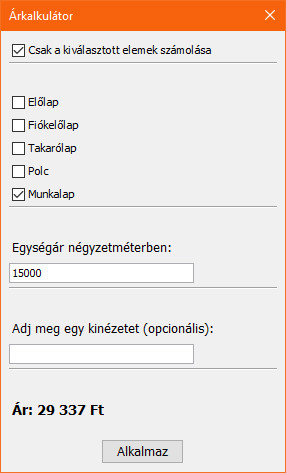 Árkalkulátor
Csak a kiválasztott elemek számolása
Előlap
Fiókelőlap
Takarólap
Polc
Munkalap
Egységár négyzetméterben:
15000
Adj meg egy kinézetet (opcionális):
Ár: 29 337 Ft
Alkalmaz